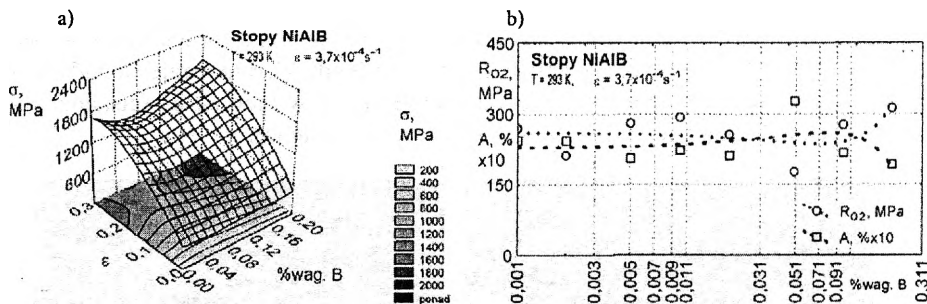 a)
Stopy NiAlB
T = 293 K, ε = 3,7x10⁻⁴s⁻¹
σ,
MPa
2400
1800
1200
600
0.3
0.2
0.1
0.0
ε
0.00
0.04
0.08
0.12
0.16
0.20
%wag. B
σ,
MPa
200
400
600
800
1000
1200
1400
1600
1800
2000
ponad
b)
Stopy NiAlB
T = 293 K, ε = 3,7x10⁻⁴s⁻¹
R02,
MPa
A, %
x10
450
300
150
0
R02, MPa
A, %x10
0,001
0,003
0,005
0,007
0,009
0,011
0,031
0,051
0,071
0,091
%wag. B
0,311